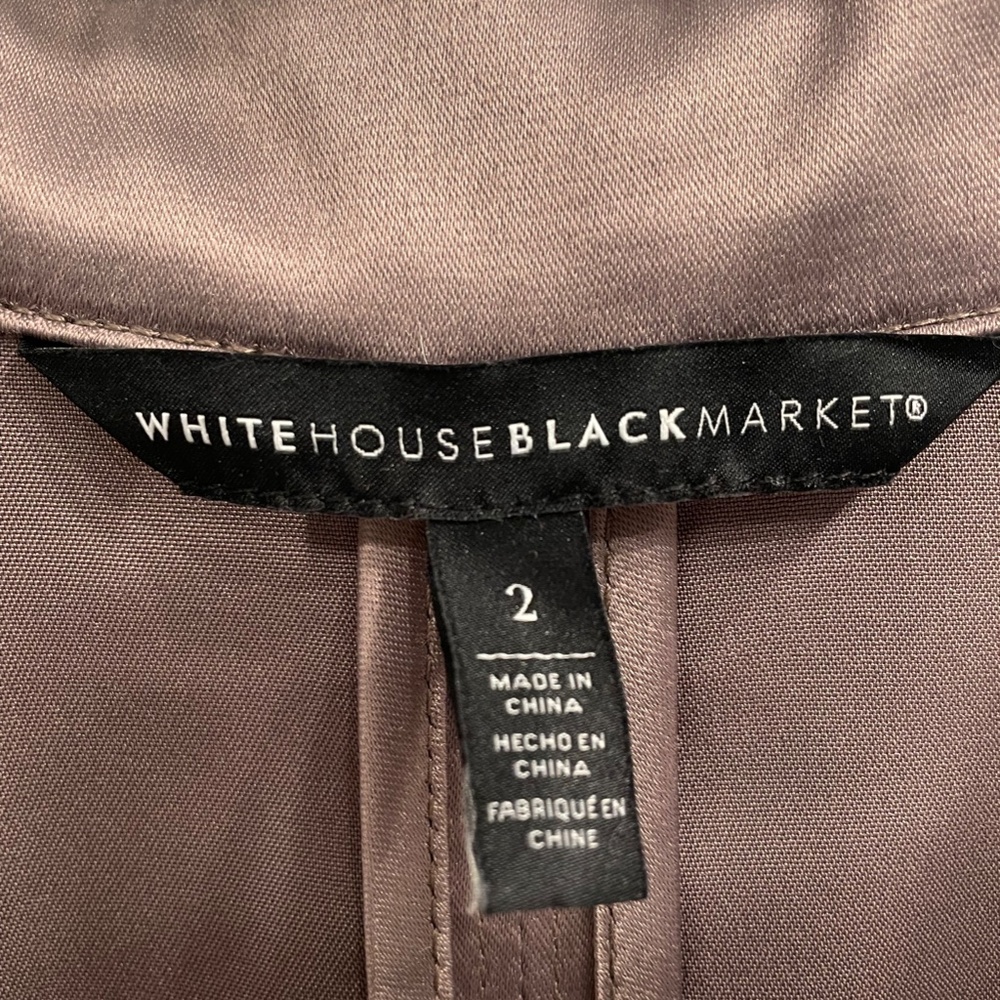 WHITEHOUSEBLACKMARKET®
2
MADE IN
CHINA
HECHO EN
CHINA
FABRIQUÉ EN
CHINE